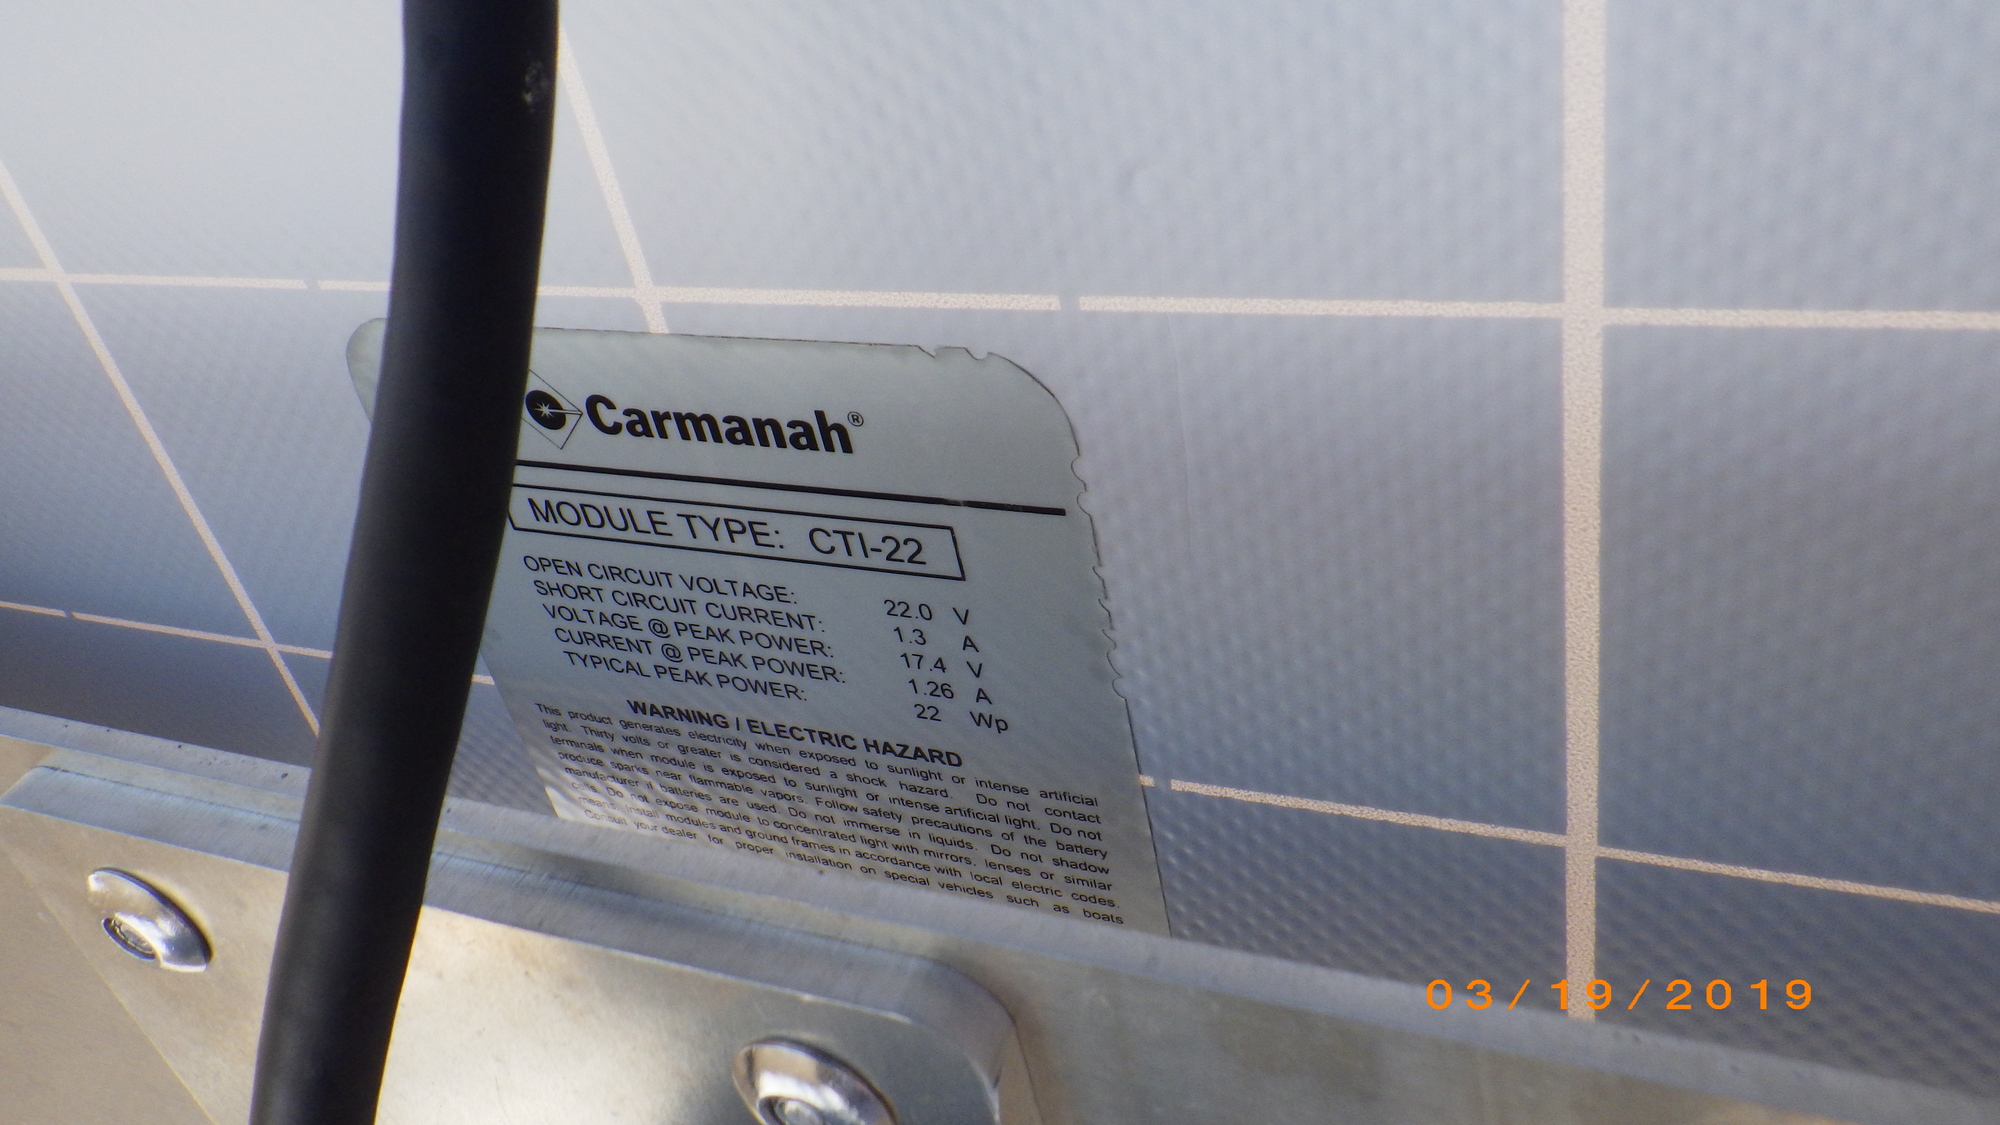 Carmanah®
MODULE TYPE: CTI-22
OPEN CIRCUIT VOLTAGE: 22.0 V
SHORT CIRCUIT CURRENT: 1.3 A
VOLTAGE @ PEAK POWER: 17.4 V
CURRENT @ PEAK POWER: 1.26 A
TYPICAL PEAK POWER: 22 Wp
WARNING / ELECTRIC HAZARD
This product generates electricity when exposed to sunlight or intense artificial
light. Thirty volts or greater is considered a shock hazard. Do not contact
terminals when module is exposed to sunlight or intense artificial light. Do not
produce sparks near flammable vapors. Follow safety precautions of the battery
manufacturer if batteries are used. Do not immerse in liquids. Do not shadow
cells. Do not expose module to concentrated light with mirrors, lenses or similar
means. Install modules and ground frames in accordance with local electric codes.
Consult your dealer for proper installation on special vehicles such as boats
03/19/2019